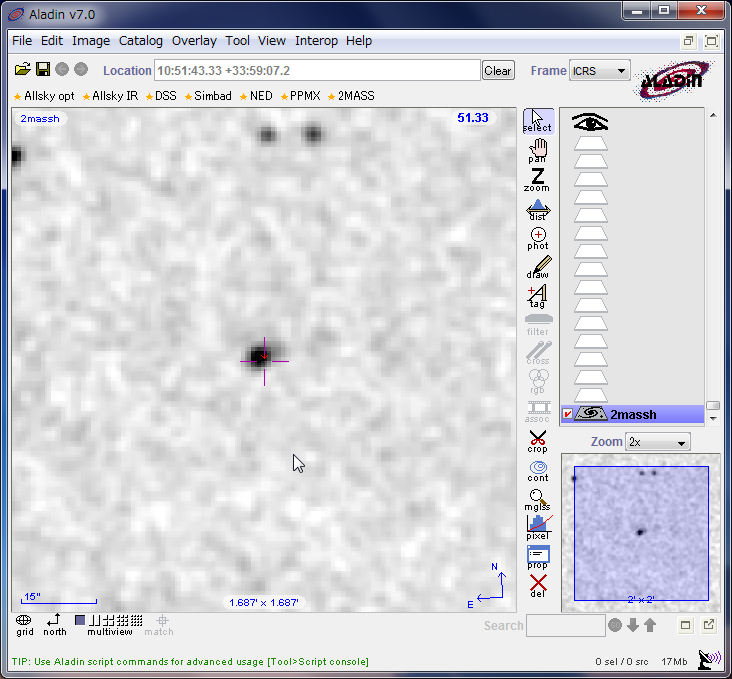 Aladin v7.0
File Edit Image Catalog Overlay Tool View Interop Help
Location 10:51:43.33 +33:59:07.2 Clear Frame ICRS
ALADIN
Allsky opt Allsky IR DSS Simbad NED PPMX 2MASS
2massh 51.33
select
pan
Z
zoom
dist
phot
draw
A
tag
filter
cross
rgb
assoc
2massh
crop
Zoom 2x
cont
mglss
pixel
prop
del
N
E
15"
1.687' x 1.687'
2' x 2'
grid north multiview match
Search
TIP: Use Aladin script commands for advanced usage [Tool>Script console] 0 sel / 0 src 17Mb